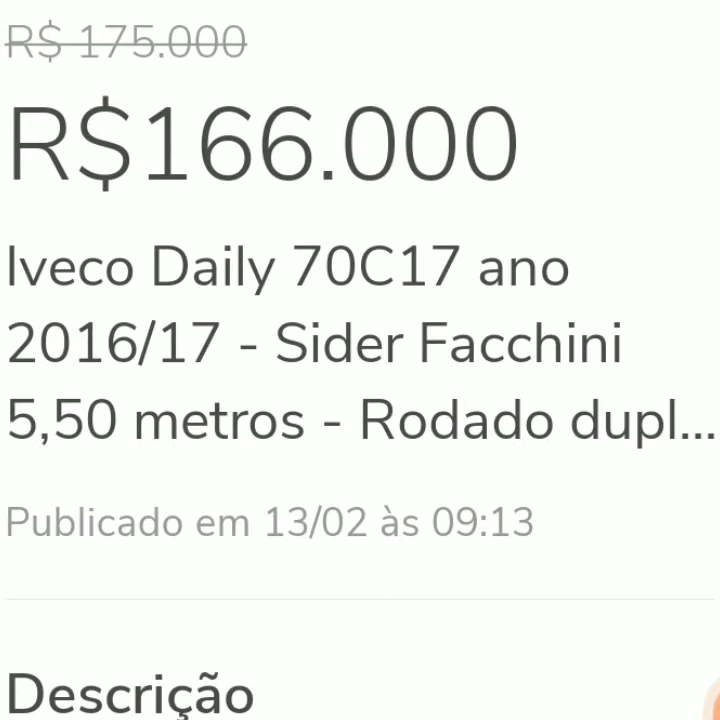 R$ 175.000
R$166.000
Iveco Daily 70C17 ano
2016/17 - Sider Facchini
5,50 metros - Rodado dupl...
Publicado em 13/02 às 09:13
Descrição